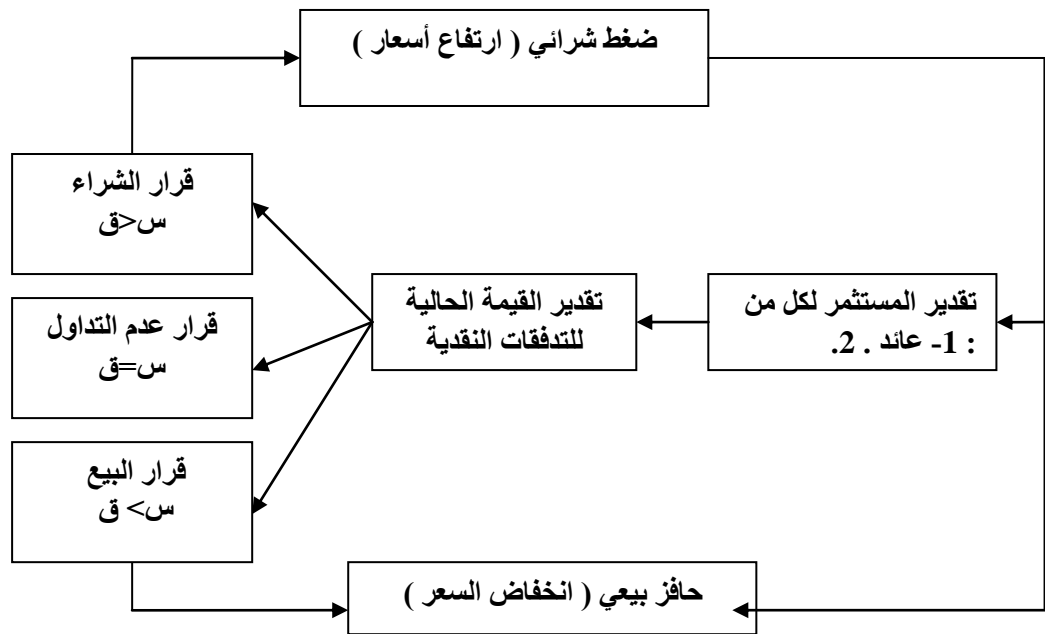 ضغط شرائي ( ارتفاع أسعار )
قرار الشراء
س<ق
تقدير المستثمر لكل من
: 1- عائد . 2.
تقدير القيمة الحالية
للتدفقات النقدية
قرار عدم التداول
س=ق
قرار البيع
س> ق
حافز بيعي ( انخفاض السعر )